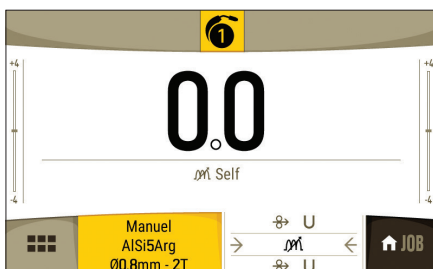 1
+4
+4
0.0
Self
-4
-4
Manuel
AlSi5Arg
Ø0.8mm - 2T
U
U
JOB